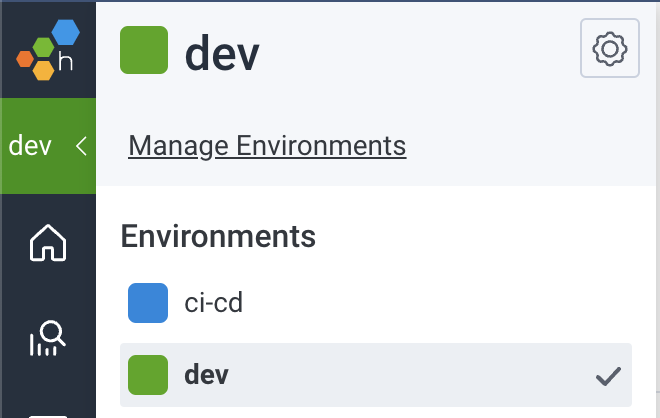 h
dev
dev
Manage Environments
Environments
ci-cd
dev